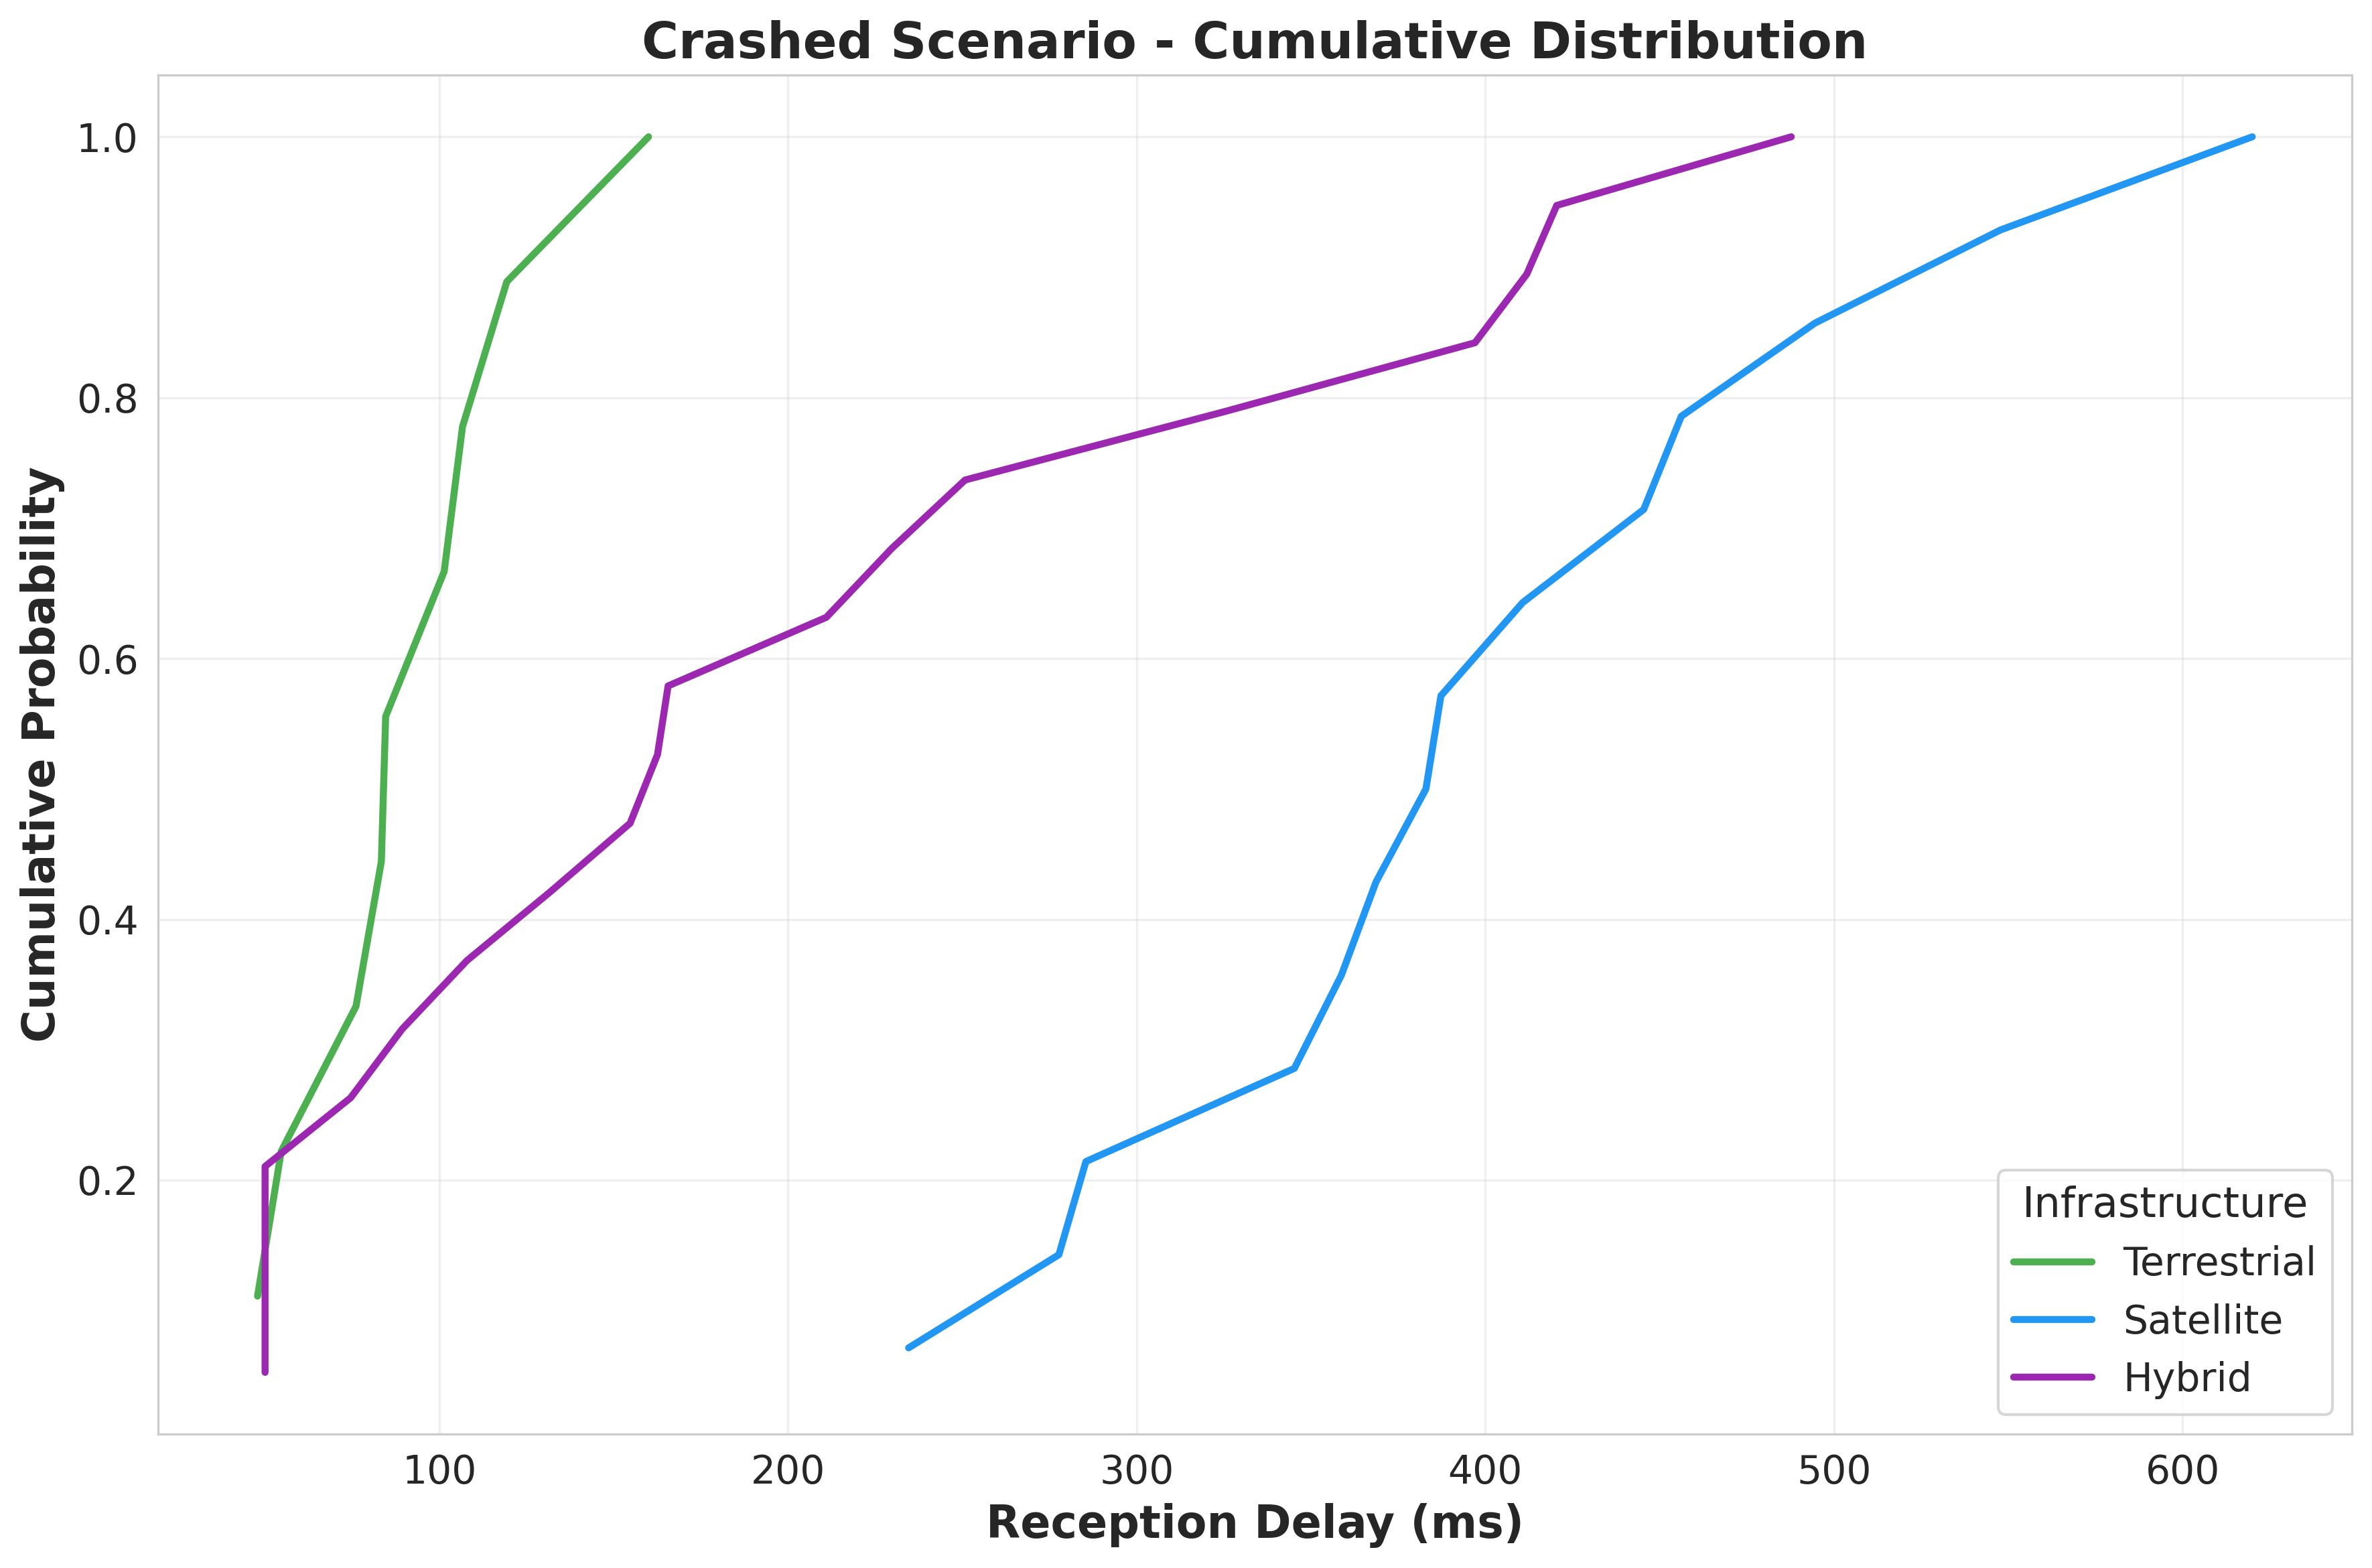 Crashed Scenario - Cumulative Distribution
Cumulative Probability
1.0
0.8
0.6
0.4
0.2
Infrastructure
Terrestrial
Satellite
Hybrid
100 200 300 400 500 600
Reception Delay (ms)